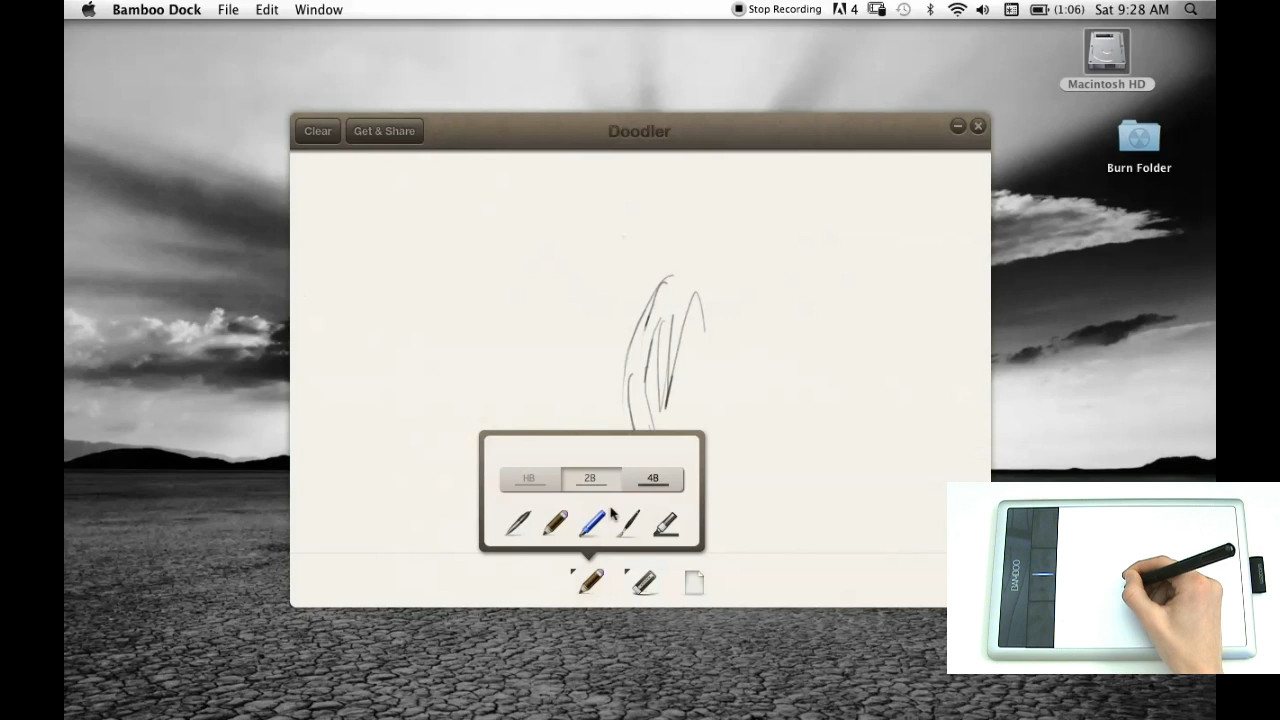 Bamboo Dock File Edit Window Stop Recording 4 (1:06) Sat 9:28 AM
Macintosh HD
Clear Get & Share Doodler
Burn Folder
HB 2B 4B
BAMBOO